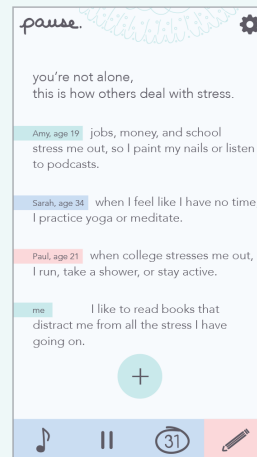 pause.
you're not alone,
this is how others deal with stress.
Amy, age 19 jobs, money, and school
stress me out, so I paint my nails or listen
to podcasts.
Sarah, age 34 when I feel like I have no time
I practice yoga or meditate.
Paul, age 21 when college stresses me out,
I run, take a shower, or stay active.
me I like to read books that
distract me from all the stress I have
going on.
31